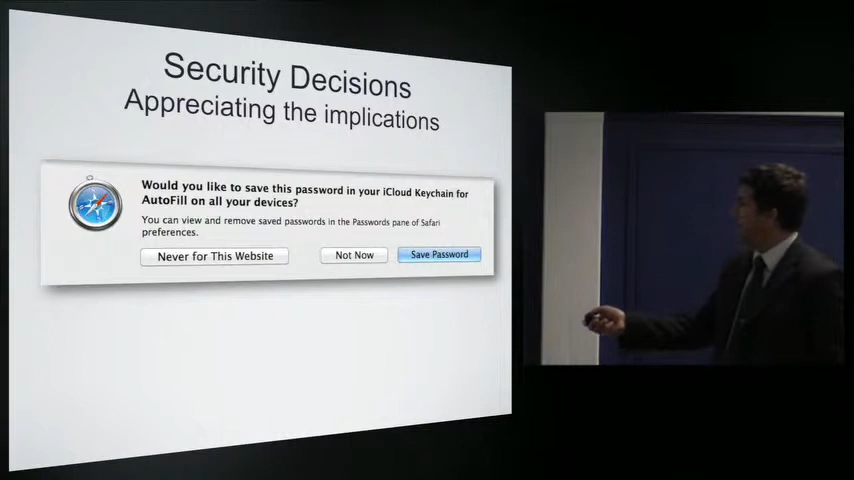 Security Decisions
Appreciating the implications
Would you like to save this password in your iCloud Keychain for
AutoFill on all your devices?
You can view and remove saved passwords in the Passwords pane of Safari
preferences.
Never for This Website
Not Now
Save Password